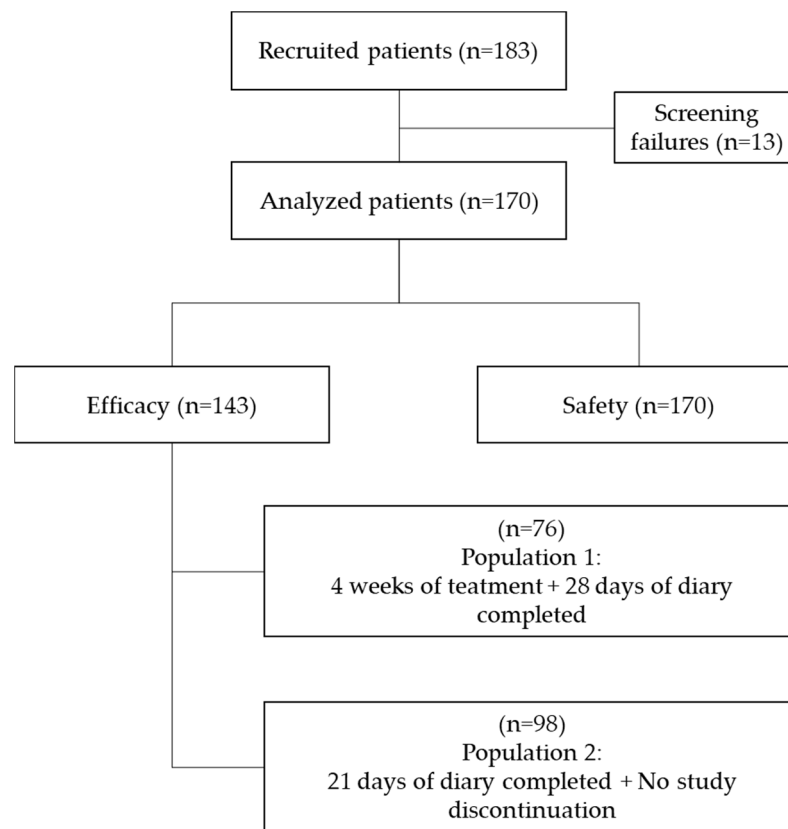 Recruited patients (n=183)
Screening
failures (n=13)
Analyzed patients (n=170)
Efficacy (n=143)
Safety (n=170)
(n=76)
Population 1:
4 weeks of teatment + 28 days of diary
completed
(n=98)
Population 2:
21 days of diary completed + No study
discontinuation